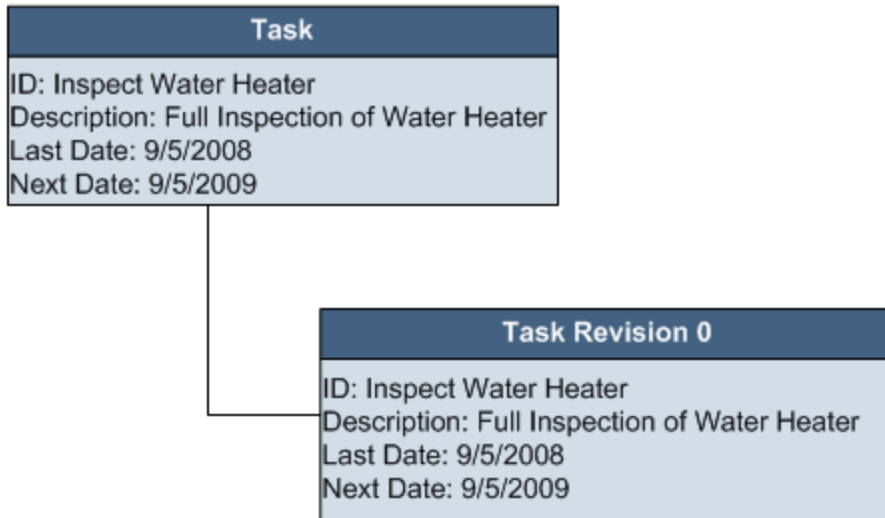 Task
ID: Inspect Water Heater
Description: Full Inspection of Water Heater
Last Date: 9/5/2008
Next Date: 9/5/2009
Task Revision 0
ID: Inspect Water Heater
Description: Full Inspection of Water Heater
Last Date: 9/5/2008
Next Date: 9/5/2009